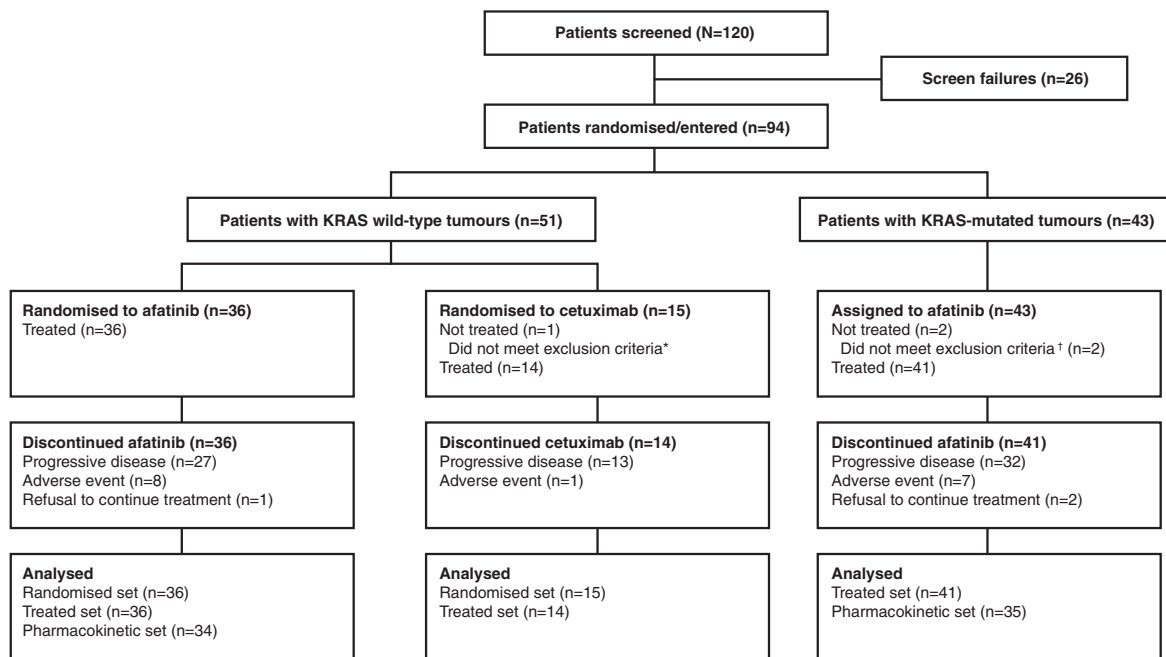 Patients screened (N=120)
Screen failures (n=26)
Patients randomised/entered (n=94)
Patients with KRAS wild-type tumours (n=51)
Patients with KRAS-mutated tumours (n=43)
Randomised to afatinib (n=36)
Treated (n=36)
Randomised to cetuximab (n=15)
Not treated (n=1)
Did not meet exclusion criteria*
Treated (n=14)
Assigned to afatinib (n=43)
Not treated (n=2)
Did not meet exclusion criteria† (n=2)
Treated (n=41)
Discontinued afatinib (n=36)
Progressive disease (n=27)
Adverse event (n=8)
Refusal to continue treatment (n=1)
Discontinued cetuximab (n=14)
Progressive disease (n=13)
Adverse event (n=1)
Discontinued afatinib (n=41)
Progressive disease (n=32)
Adverse event (n=7)
Refusal to continue treatment (n=2)
Analysed
Randomised set (n=36)
Treated set (n=36)
Pharmacokinetic set (n=34)
Analysed
Randomised set (n=15)
Treated set (n=14)
Analysed
Treated set (n=41)
Pharmacokinetic set (n=35)